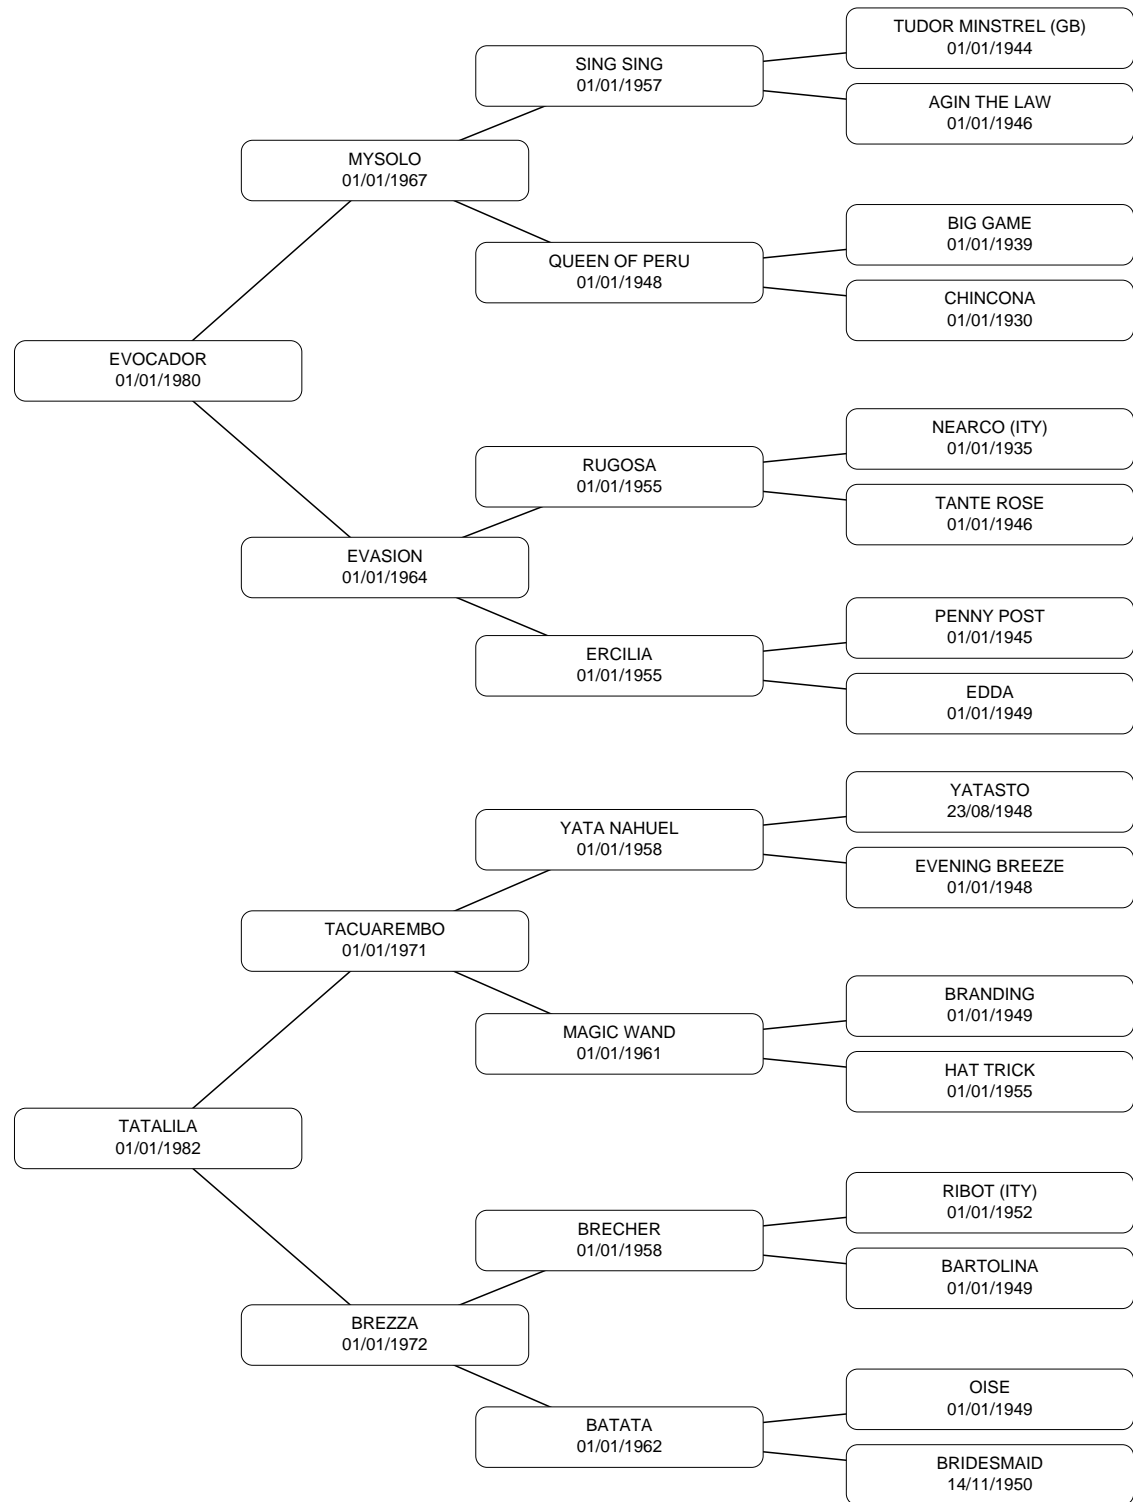 TUDOR MINSTREL (GB)
01/01/1944
SING SING
01/01/1957
AGIN THE LAW
01/01/1946
MYSOLO
01/01/1967
BIG GAME
01/01/1939
QUEEN OF PERU
01/01/1948
CHINCONA
01/01/1930
EVOCADOR
01/01/1980
NEARCO (ITY)
01/01/1935
RUGOSA
01/01/1955
TANTE ROSE
01/01/1946
EVASION
01/01/1964
PENNY POST
01/01/1945
ERCILIA
01/01/1955
EDDA
01/01/1949
YATASTO
23/08/1948
YATA NAHUEL
01/01/1958
EVENING BREEZE
01/01/1948
TACUAREMBO
01/01/1971
BRANDING
01/01/1949
MAGIC WAND
01/01/1961
HAT TRICK
01/01/1955
TATALILA
01/01/1982
RIBOT (ITY)
01/01/1952
BRECHER
01/01/1958
BARTOLINA
01/01/1949
BREZZA
01/01/1972
OISE
01/01/1949
BATATA
01/01/1962
BRIDESMAID
14/11/1950